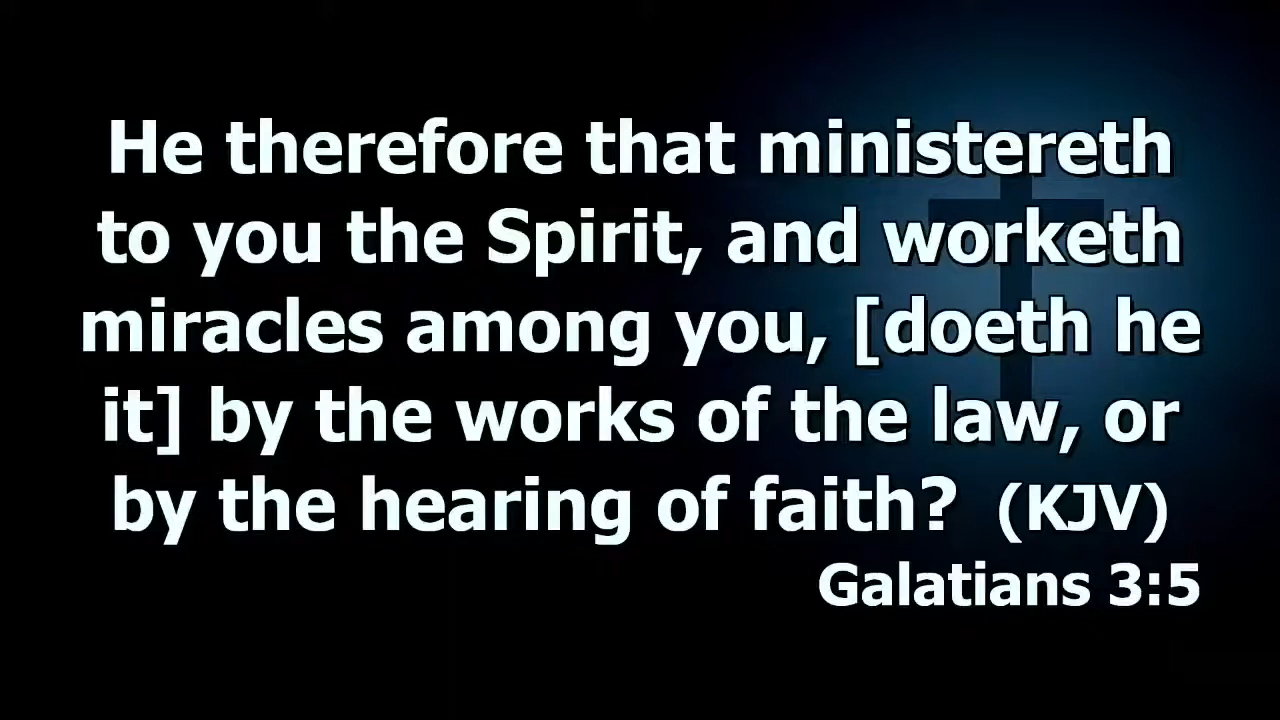 He therefore that ministereth
to you the Spirit, and worketh
miracles among you, [doeth he
it] by the works of the law, or
by the hearing of faith? (KJV)
Galatians 3:5